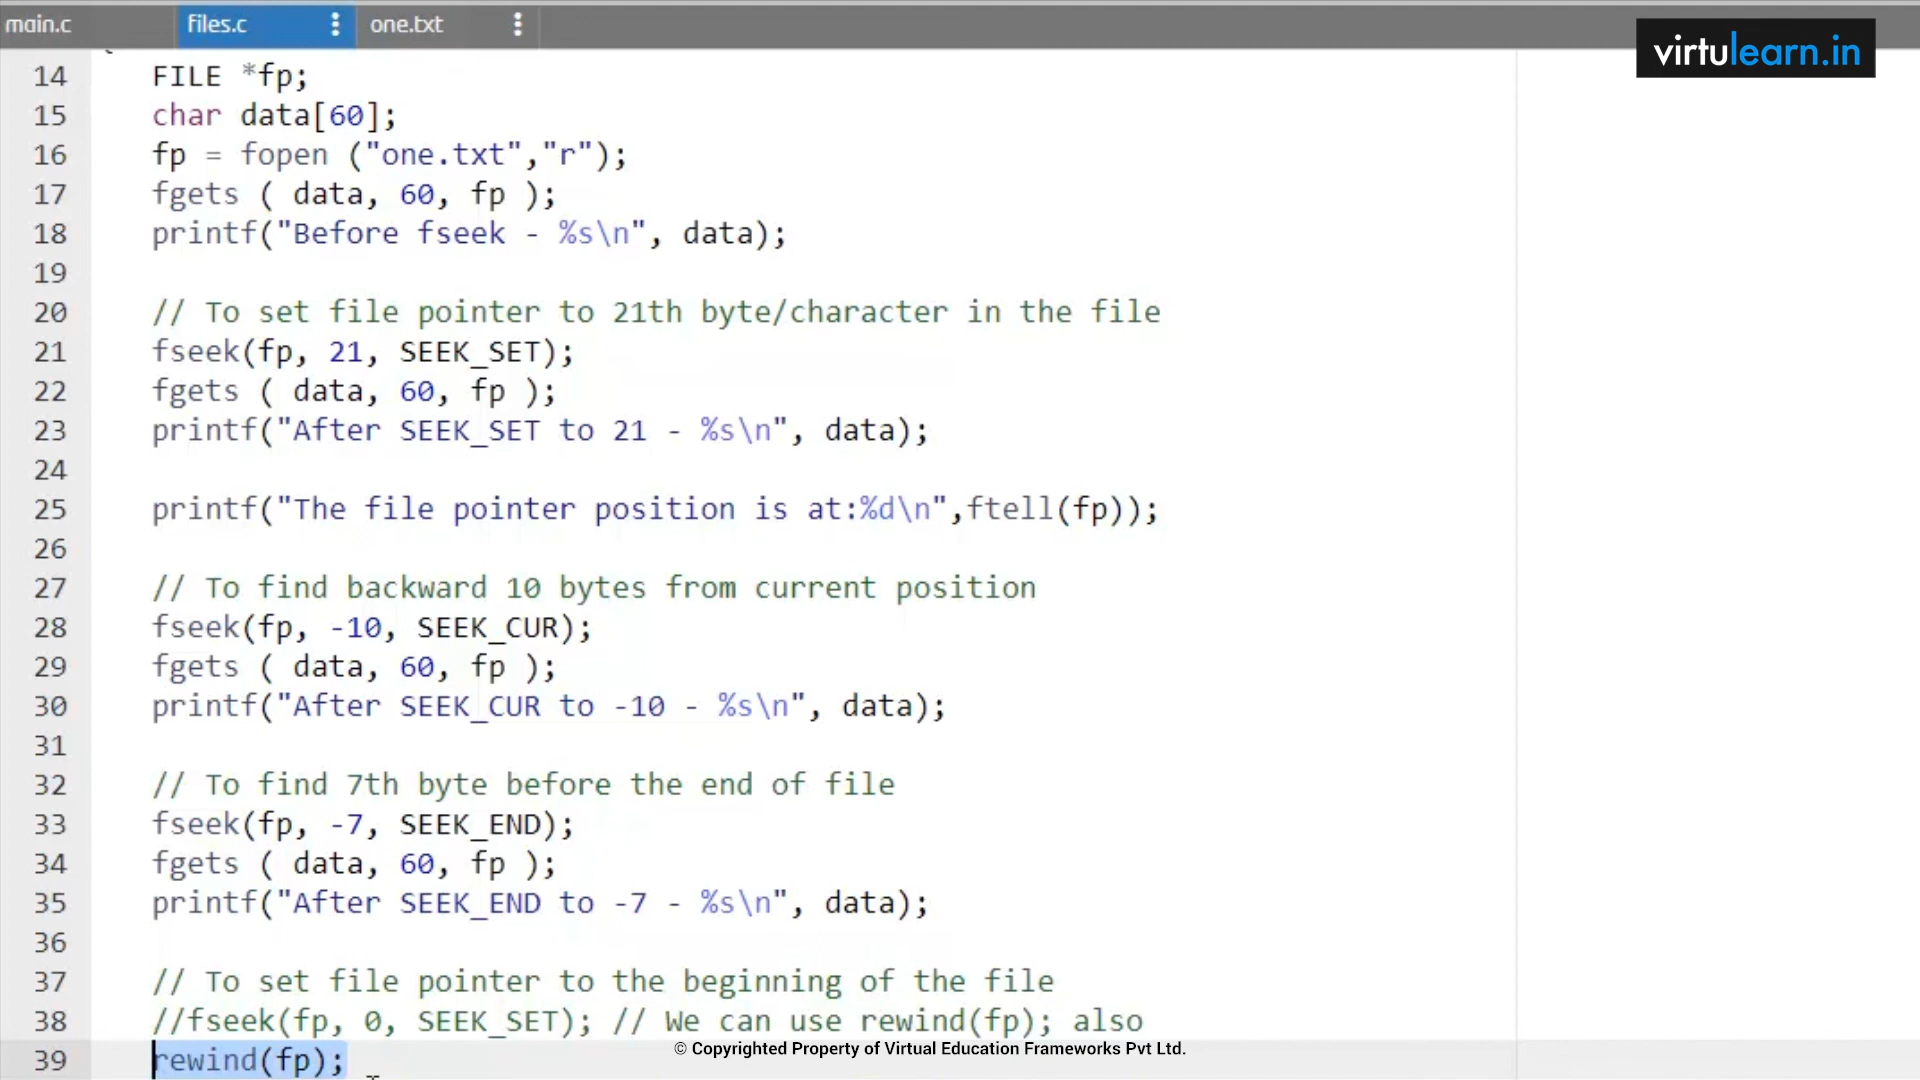 main.c files.c one.txt
virtulearn.in
14 FILE *fp;
15 char data[60];
16 fp = fopen ("one.txt","r");
17 fgets ( data, 60, fp );
18 printf("Before fseek - %s\n", data);
19
20 // To set file pointer to 21th byte/character in the file
21 fseek(fp, 21, SEEK_SET);
22 fgets ( data, 60, fp );
23 printf("After SEEK_SET to 21 - %s\n", data);
24
25 printf("The file pointer position is at:%d\n",ftell(fp));
26
27 // To find backward 10 bytes from current position
28 fseek(fp, -10, SEEK_CUR);
29 fgets ( data, 60, fp );
30 printf("After SEEK_CUR to -10 - %s\n", data);
31
32 // To find 7th byte before the end of file
33 fseek(fp, -7, SEEK_END);
34 fgets ( data, 60, fp );
35 printf("After SEEK_END to -7 - %s\n", data);
36
37 // To set file pointer to the beginning of the file
38 //fseek(fp, 0, SEEK_SET); // We can use rewind(fp); also
39 rewind(fp);
© Copyrighted Property of Virtual Education Frameworks Pvt Ltd.